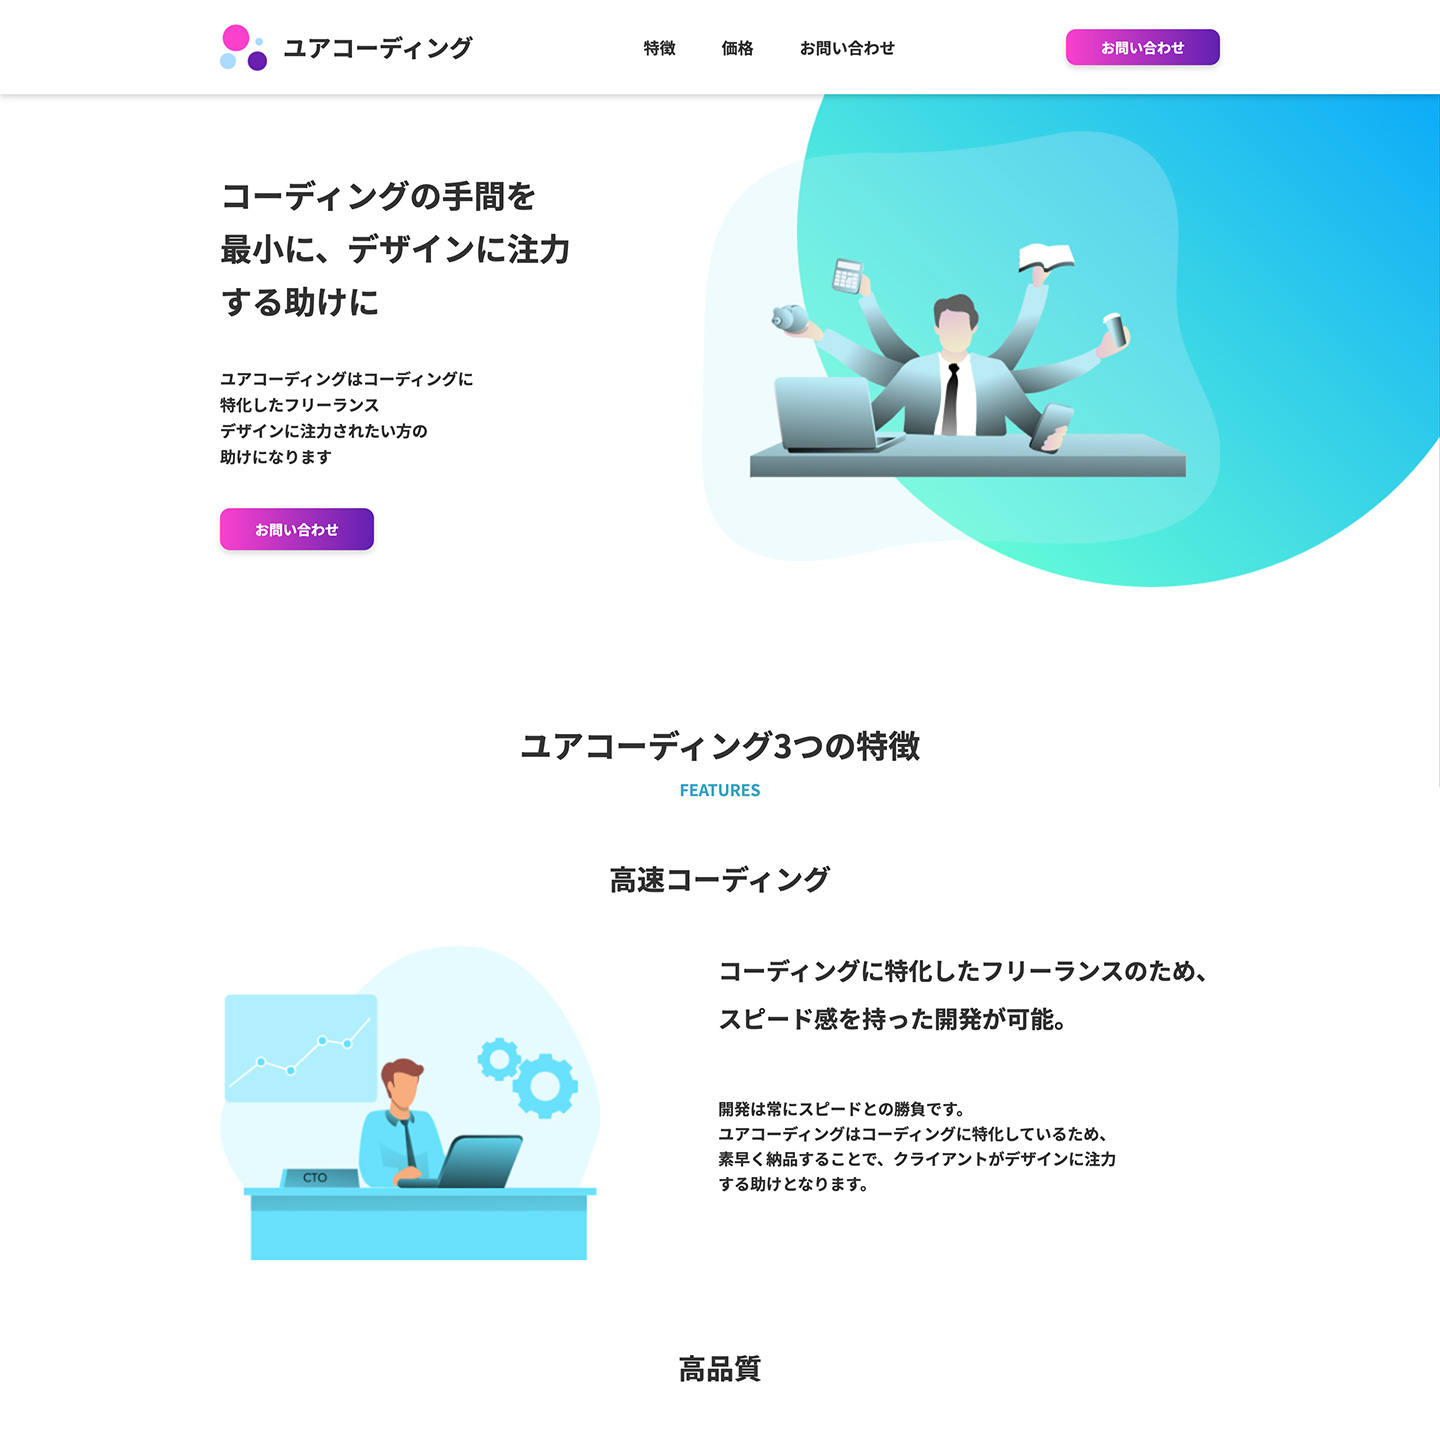 ユアコーディング
特徴
価格
お問い合わせ
お問い合わせ
コーディングの手間を
最小に、デザインに注力
する助けに
ユアコーディングはコーディングに
特化したフリーランス
デザインに注力されたい方の
助けになります
お問い合わせ
ユアコーディング3つの特徴
FEATURES
高速コーディング
コーディングに特化したフリーランスのため、
スピード感を持った開発が可能。
開発は常にスピードとの勝負です。
ユアコーディングはコーディングに特化しているため、
素早く納品することで、クライアントがデザインに注力
する助けとなります。
CTO
高品質